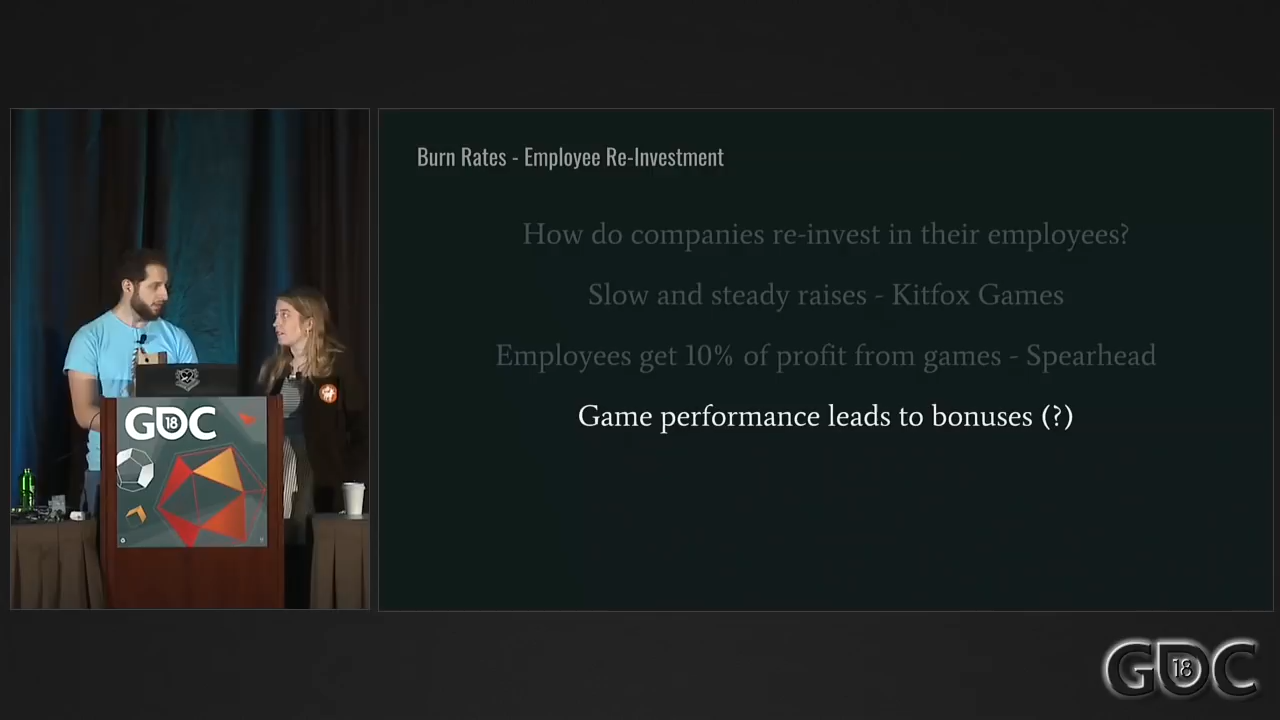 Burn Rates - Employee Re-Investment
How do companies re-invest in their employees?
Slow and steady raises - Kitfox Games
Employees get 10% of profit from games - Spearhead
Game performance leads to bonuses (?)
GDC 18
GDC 18